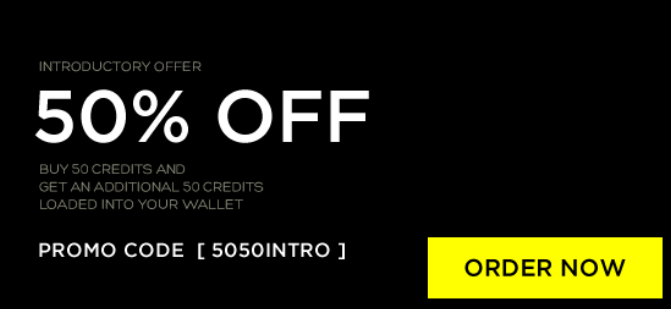 INTRODUCTORY OFFER
50% OFF
BUY 50 CREDITS AND
GET AN ADDITIONAL 50 CREDITS
LOADED INTO YOUR WALLET
PROMO CODE [ 5050INTRO ]
ORDER NOW